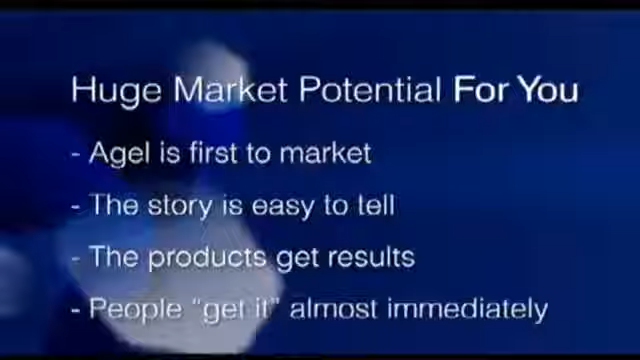 Huge Market Potential For You
- Agel is first to market
- The story is easy to tell
- The products get results
- People “get it” almost immediately